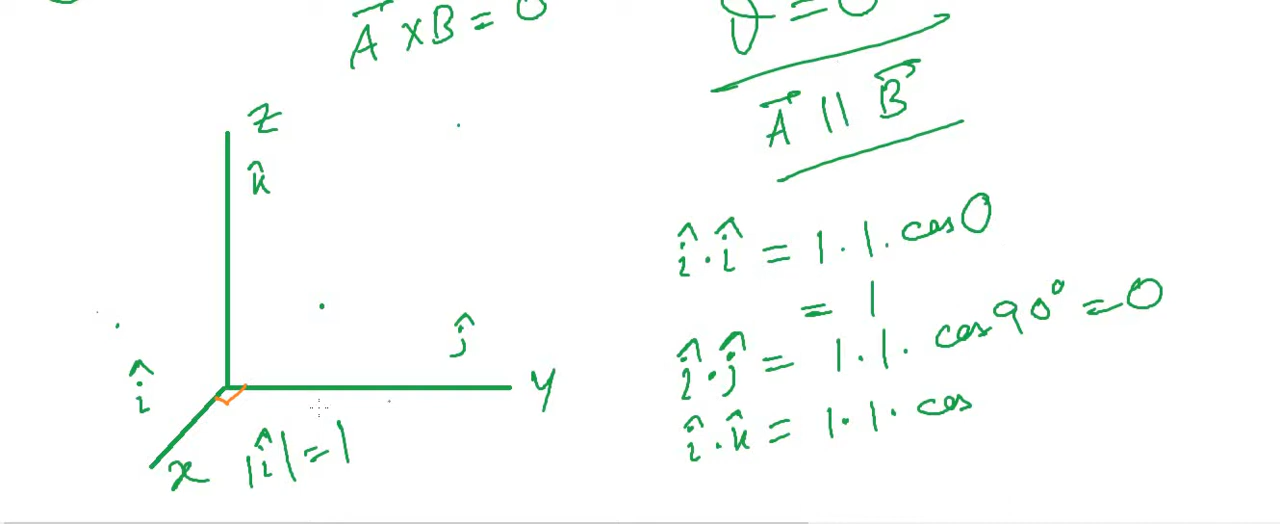 A⃗ × B = 0
θ = 0
A⃗ || B⃗
z
k̂
î · î = 1 · 1 · cos 0
= 1
î · ĵ = 1 · 1 · cos 90° = 0
î · k̂ = 1 · 1 · cos
ĵ
y
î
x
|î| = 1